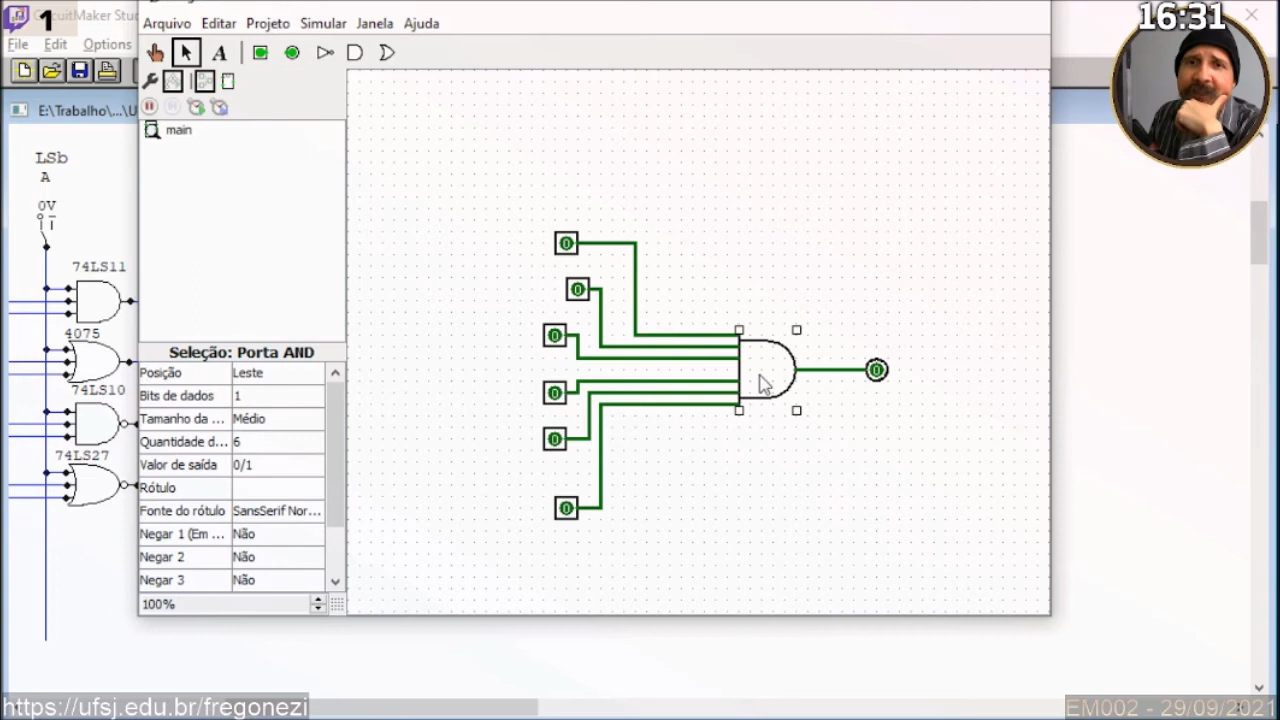 1
CircuitMaker Stud
File Edit Options
E:\Trabalho\...\U
LSb
A
0V
74LS11
4075
74LS10
74LS27
Arquivo Editar Projeto Simular Janela Ajuda
A
main
Seleção: Porta AND
Posição Leste
Bits de dados 1
Tamanho da ... Médio
Quantidade d... 6
Valor de saída 0/1
Rótulo
Fonte do rótulo SansSerif Nor...
Negar 1 (Em ... Não
Negar 2 Não
Negar 3 Não
100%
0
0
0
0
0
0
0
16:31
https://ufsj.edu.br/fregonezi
EM002 - 29/09/2021